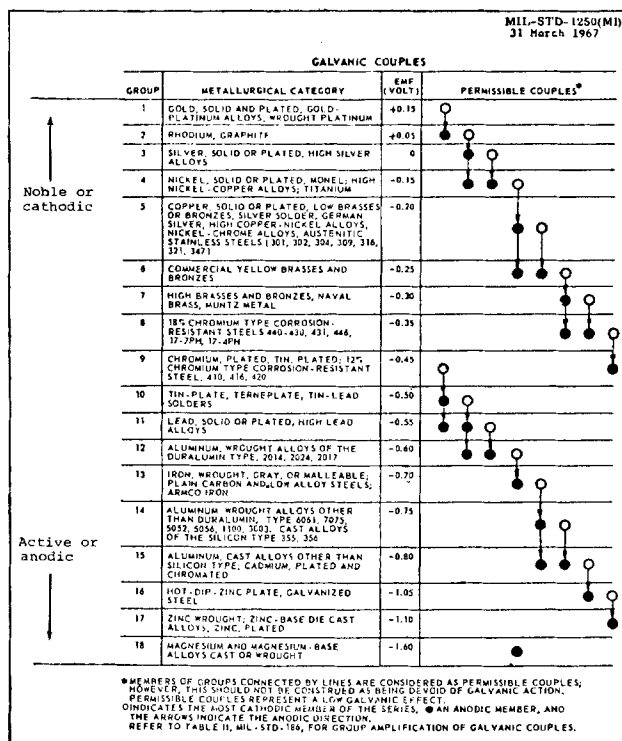 MIL-STD-1250(MI)
31 March 1967
GALVANIC COUPLES
GROUP
METALLURGICAL CATEGORY
EMF
(VOLT)
PERMISSIBLE COUPLES*
1
GOLD, SOLID AND PLATED, GOLD-
PLATINUM ALLOYS, WROUGHT PLATINUM
+0.15
2
RHODIUM, GRAPHITE
+0.05
3
SILVER, SOLID OR PLATED, HIGH SILVER
ALLOYS
0
4
NICKEL, SOLID OR PLATED, MONEL; HIGH
NICKEL-COPPER ALLOYS; TITANIUM
-0.15
5
COPPER, SOLID OR PLATED, LOW BRASSES
OR BRONZES, SILVER SOLDER, GERMAN
SILVER, HIGH COPPER-NICKEL ALLOYS,
NICKEL-CHROME ALLOYS, AUSTENITIC
STAINLESS STEELS (301, 302, 304, 309, 316,
321, 347)
-0.20
6
COMMERCIAL YELLOW BRASSES AND
BRONZES
-0.25
7
HIGH BRASSES AND BRONZES, NAVAL
BRASS, MUNTZ METAL
-0.30
8
18% CHROMIUM TYPE CORROSION-
RESISTANT STEELS 440-430, 431, 446,
17-7PH, 17-4PH
-0.35
9
CHROMIUM, PLATED, TIN, PLATED; 12%
CHROMIUM TYPE CORROSION-RESISTANT
STEEL, 410, 416, 420
-0.45
10
TIN-PLATE, TERNEPLATE, TIN-LEAD
SOLDERS
-0.50
11
LEAD, SOLID OR PLATED, HIGH LEAD
ALLOYS
-0.55
12
ALUMINUM, WROUGHT ALLOYS OF THE
DURALUMIN TYPE, 2014, 2024, 2017
-0.60
13
IRON, WROUGHT, GRAY, OR MALLEABLE;
PLAIN CARBON AND LOW ALLOY STEELS;
ARMCO IRON
-0.70
14
ALUMINUM, WROUGHT ALLOYS OTHER
THAN DURALUMIN, TYPE 6061, 7075,
5052, 5056, 1100, 3003. CAST ALLOYS
OF THE SILICON TYPE 355, 356
-0.75
15
ALUMINUM, CAST ALLOYS OTHER THAN
SILICON TYPE; CADMIUM, PLATED AND
CHROMATED
-0.80
16
HOT-DIP-ZINC PLATE, GALVANIZED
STEEL
-1.05
17
ZINC WROUGHT; ZINC-BASE DIE CAST
ALLOYS, ZINC, PLATED
-1.10
18
MAGNESIUM AND MAGNESIUM-BASE
ALLOYS CAST OR WROUGHT
-1.60
Noble or
cathodic
Active or
anodic
*MEMBERS OF GROUPS CONNECTED BY LINES ARE CONSIDERED AS PERMISSIBLE COUPLES;
HOWEVER, THIS SHOULD NOT BE CONSTRUED AS BEING DEVOID OF GALVANIC ACTION.
PERMISSIBLE COUPLES REPRESENT A LOW GALVANIC EFFECT.
O INDICATES THE MOST CATHODIC MEMBER OF THE SERIES, ● AN ANODIC MEMBER, AND
THE ARROWS INDICATE THE ANODIC DIRECTION.
REFER TO TABLE II, MIL-STD-186, FOR GROUP AMPLIFICATION OF GALVANIC COUPLES.